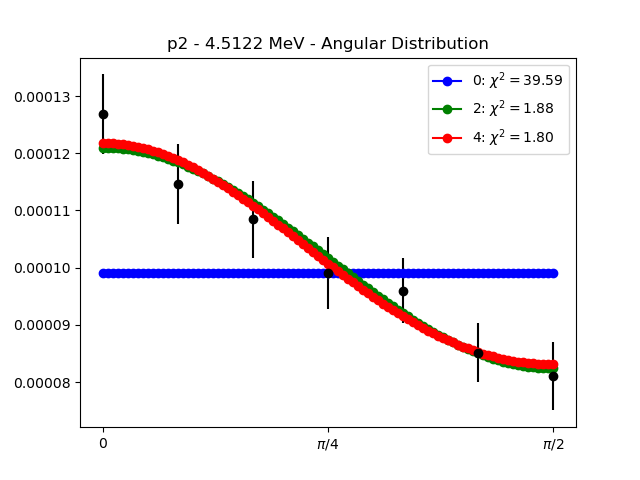 p2 - 4.5122 MeV - Angular Distribution
0: χ² = 39.59
2: χ² = 1.88
4: χ² = 1.80
0.00013
0.00012
0.00011
0.00010
0.00009
0.00008
0 π/4 π/2